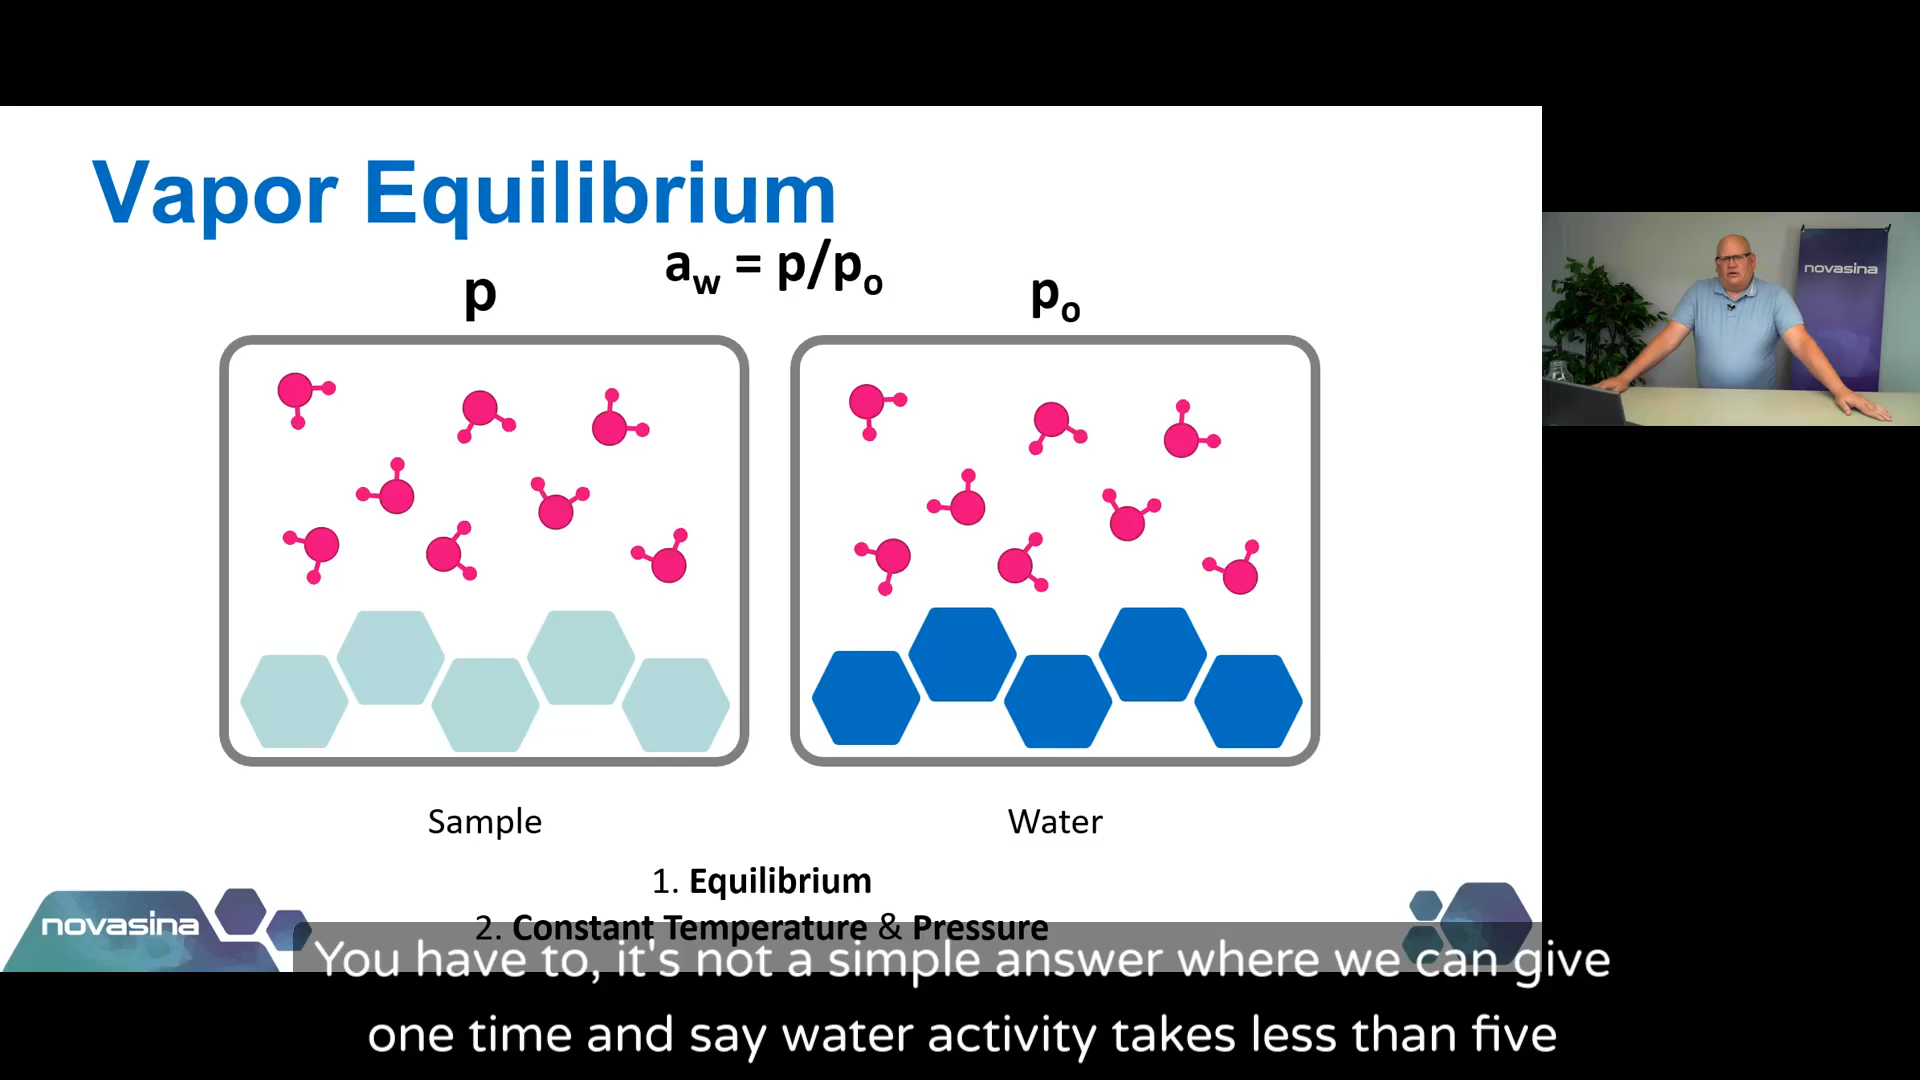 Vapor Equilibrium
aw = p/po
p
po
novasina
Sample
Water
1. Equilibrium
2. Constant Temperature & Pressure
novasina
You have to, it's not a simple answer where we can give
one time and say water activity takes less than five